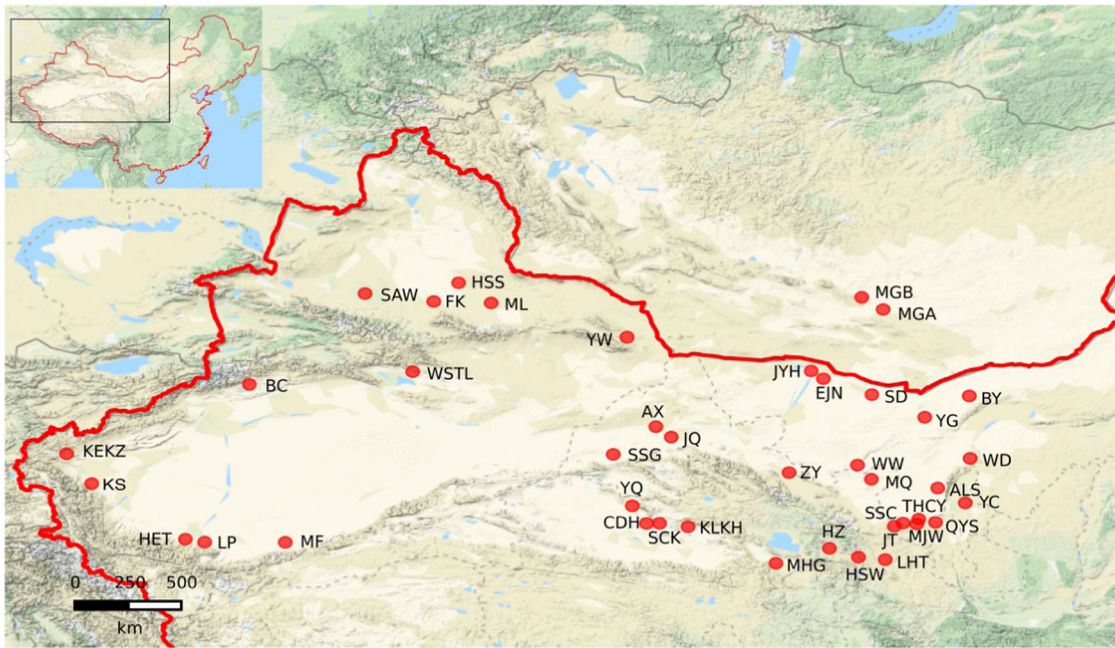 HSS
SAW
FK
ML
MGB
MGA
YW
WSTL
JYH
EJN
BC
SD
BY
AX
YG
JQ
KEKZ
SSG
WW
WD
ZY
MQ
KS
ALS
YQ
YC
THCY
SSC
CDH
KLKH
QYS
SCK
HZ
JT
MJW
HET
LP
MF
MHG
HSW
LHT
0 250 500
km